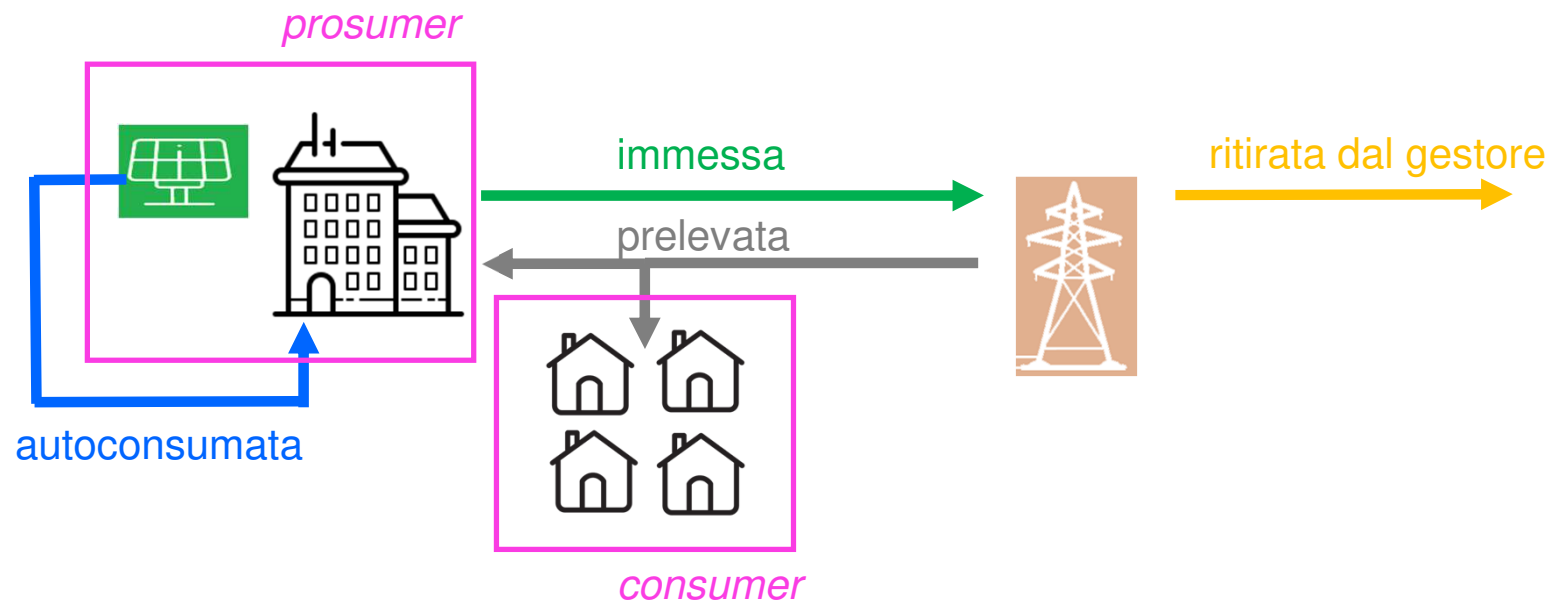 prosumer
immessa
ritirata dal gestore
prelevata
autoconsumata
consumer